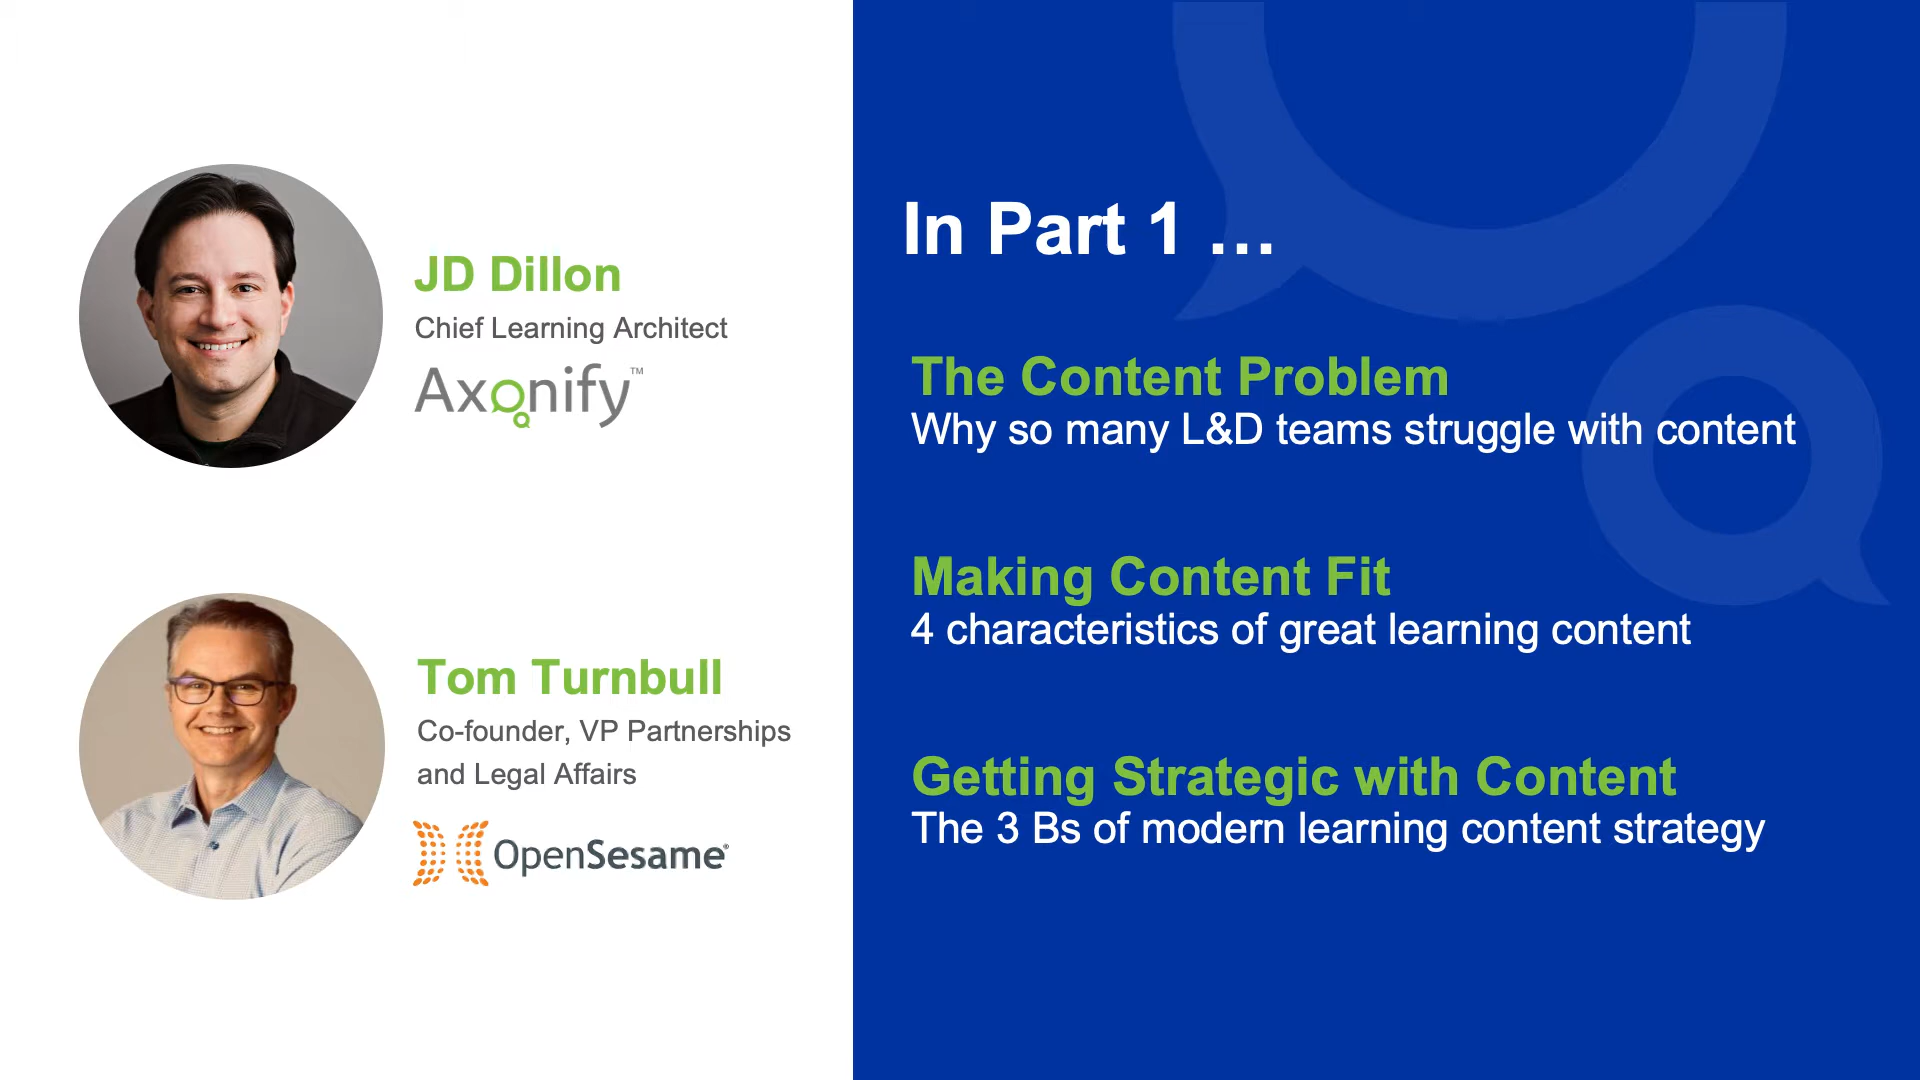 JD Dillon
Chief Learning Architect
Axonify™
Tom Turnbull
Co-founder, VP Partnerships
and Legal Affairs
OpenSesame®
In Part 1 …
The Content Problem
Why so many L&D teams struggle with content
Making Content Fit
4 characteristics of great learning content
Getting Strategic with Content
The 3 Bs of modern learning content strategy